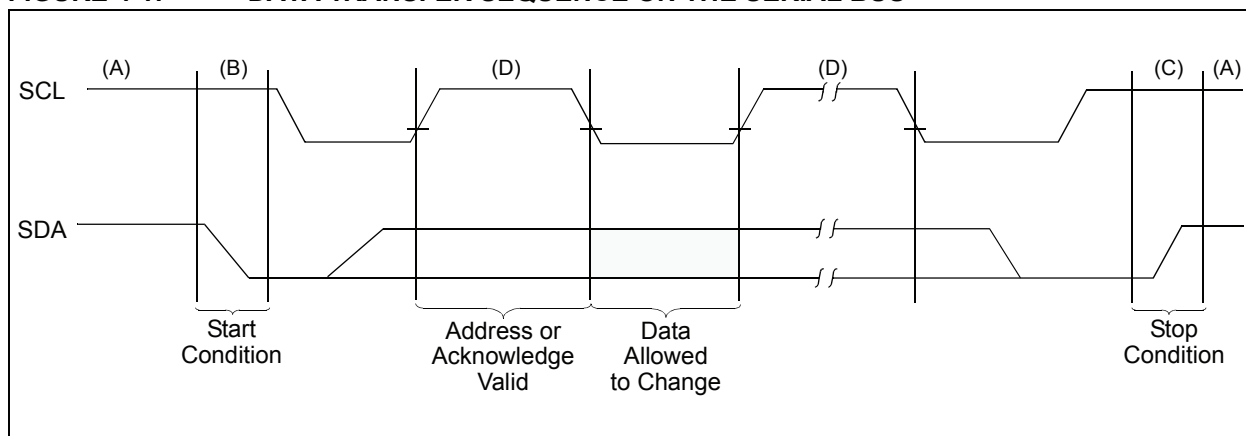 (A) (B) (D) (D) (C) (A)
SCL
SDA
Start
Condition
Address or
Acknowledge
Valid
Data
Allowed
to Change
Stop
Condition